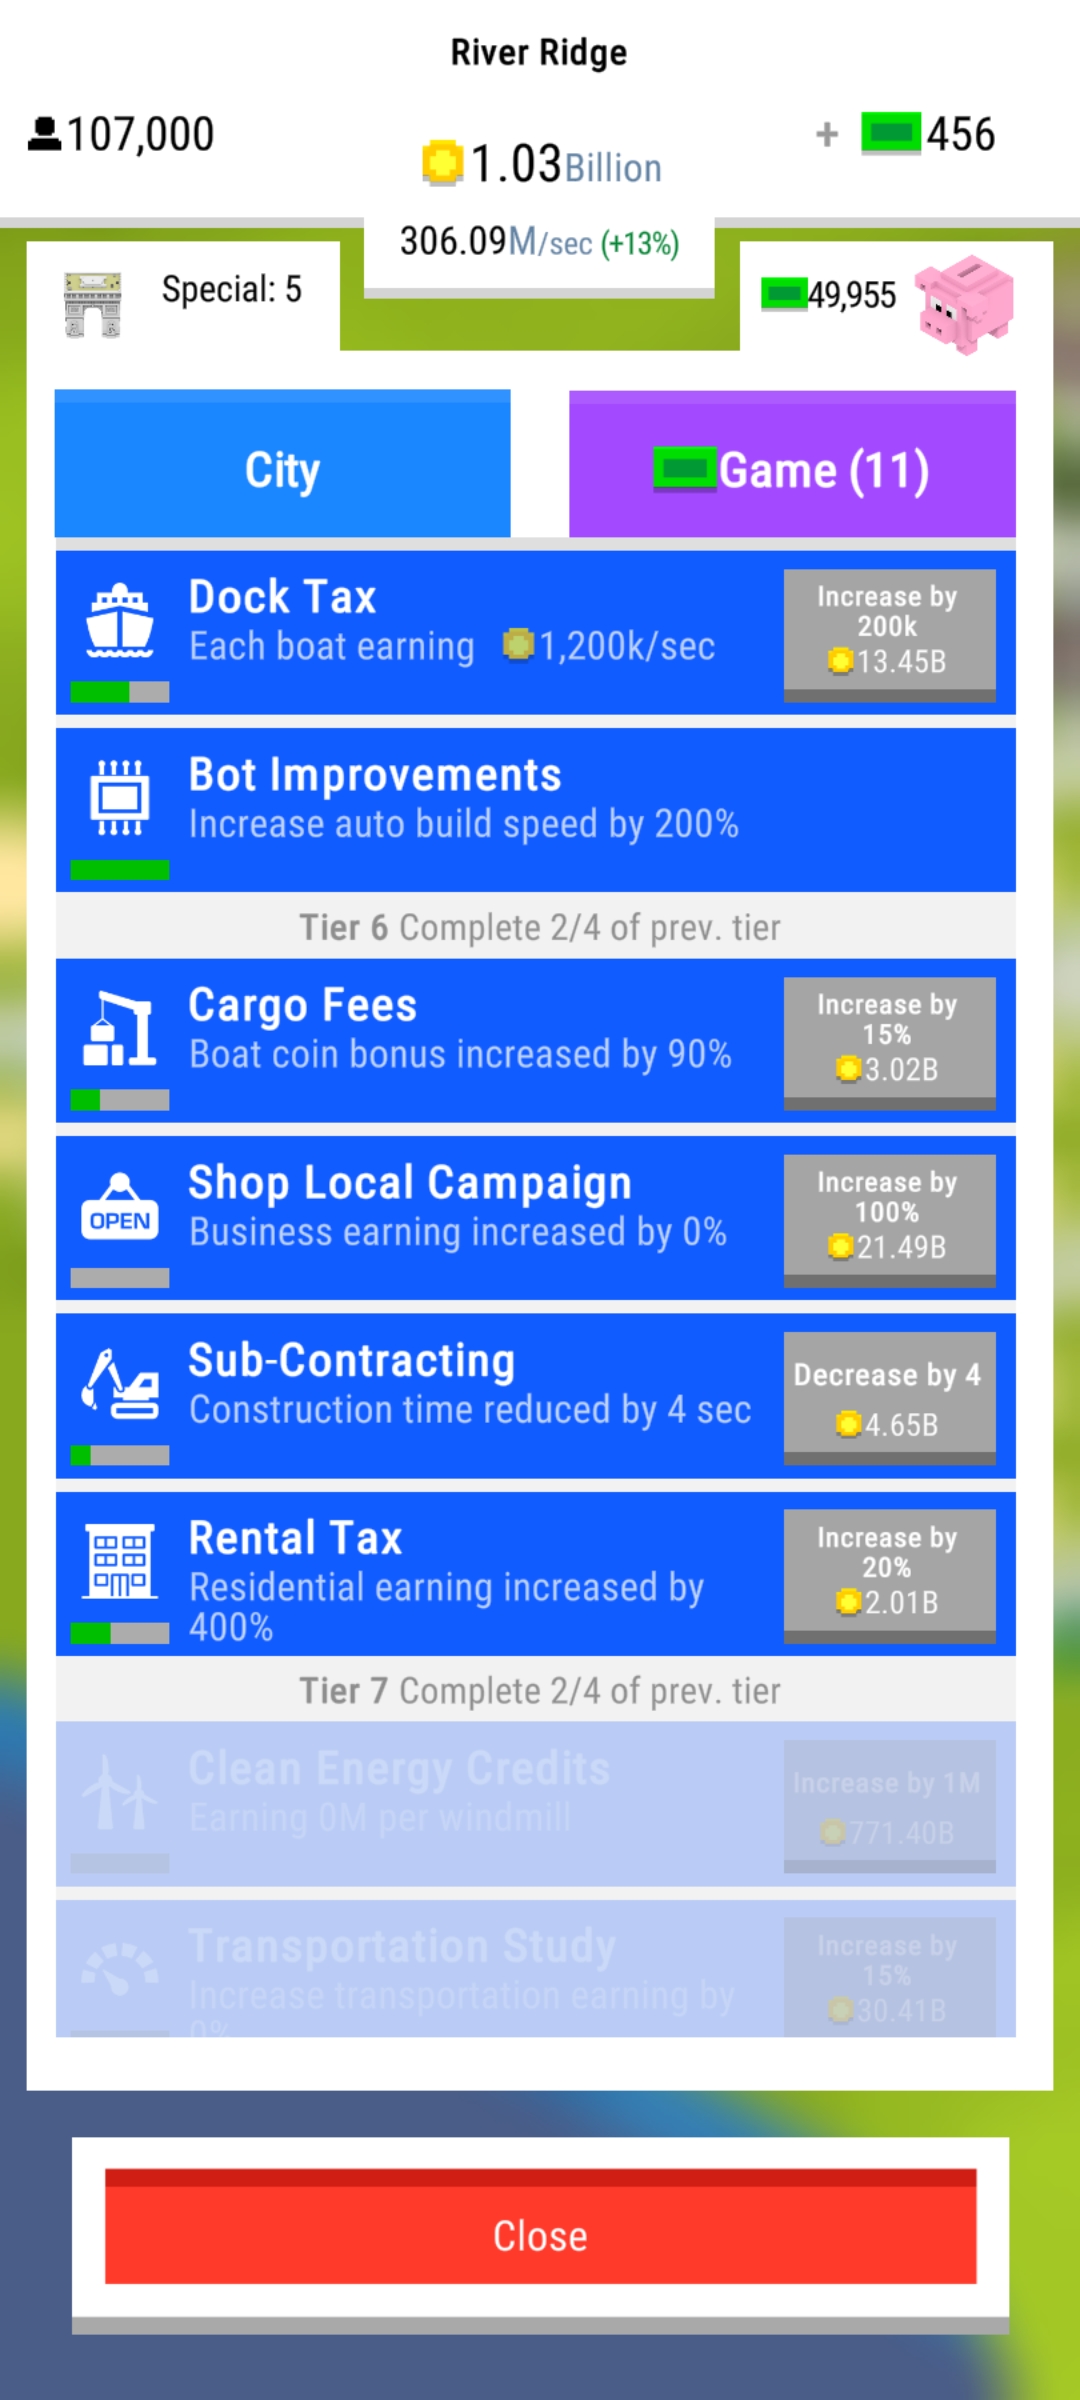 River Ridge
107,000
1.03Billion
+ 456
306.09M/sec (+13%)
Special: 5
49,955
City
Game (11)
Dock Tax
Each boat earning 1,200k/sec
Increase by
200k
13.45B
Bot Improvements
Increase auto build speed by 200%
Tier 6 Complete 2/4 of prev. tier
Cargo Fees
Boat coin bonus increased by 90%
Increase by
15%
3.02B
OPEN
Shop Local Campaign
Business earning increased by 0%
Increase by
100%
21.49B
Sub-Contracting
Construction time reduced by 4 sec
Decrease by 4
4.65B
Rental Tax
Residential earning increased by
400%
Increase by
20%
2.01B
Tier 7 Complete 2/4 of prev. tier
Clean Energy Credits
Earning 0M per windmill
Increase by 1M
771.40B
Transportation Study
Increase transportation earning by
0%
Increase by
15%
30.41B
Close